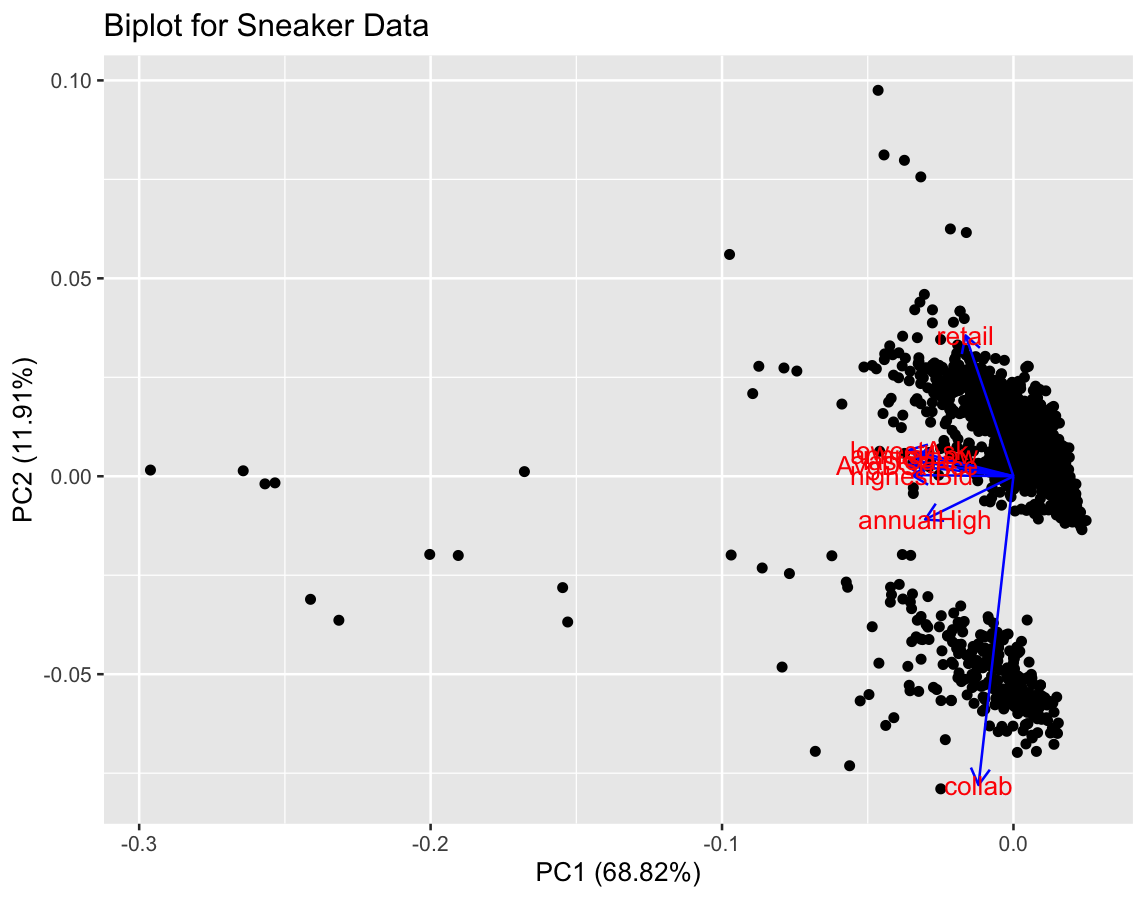 Biplot for Sneaker Data
0.10
0.05
0.00
-0.05
PC2 (11.91%)
retail
lowestAsk
highestBid
annualHigh
collab
-0.3
-0.2
-0.1
0.0
PC1 (68.82%)